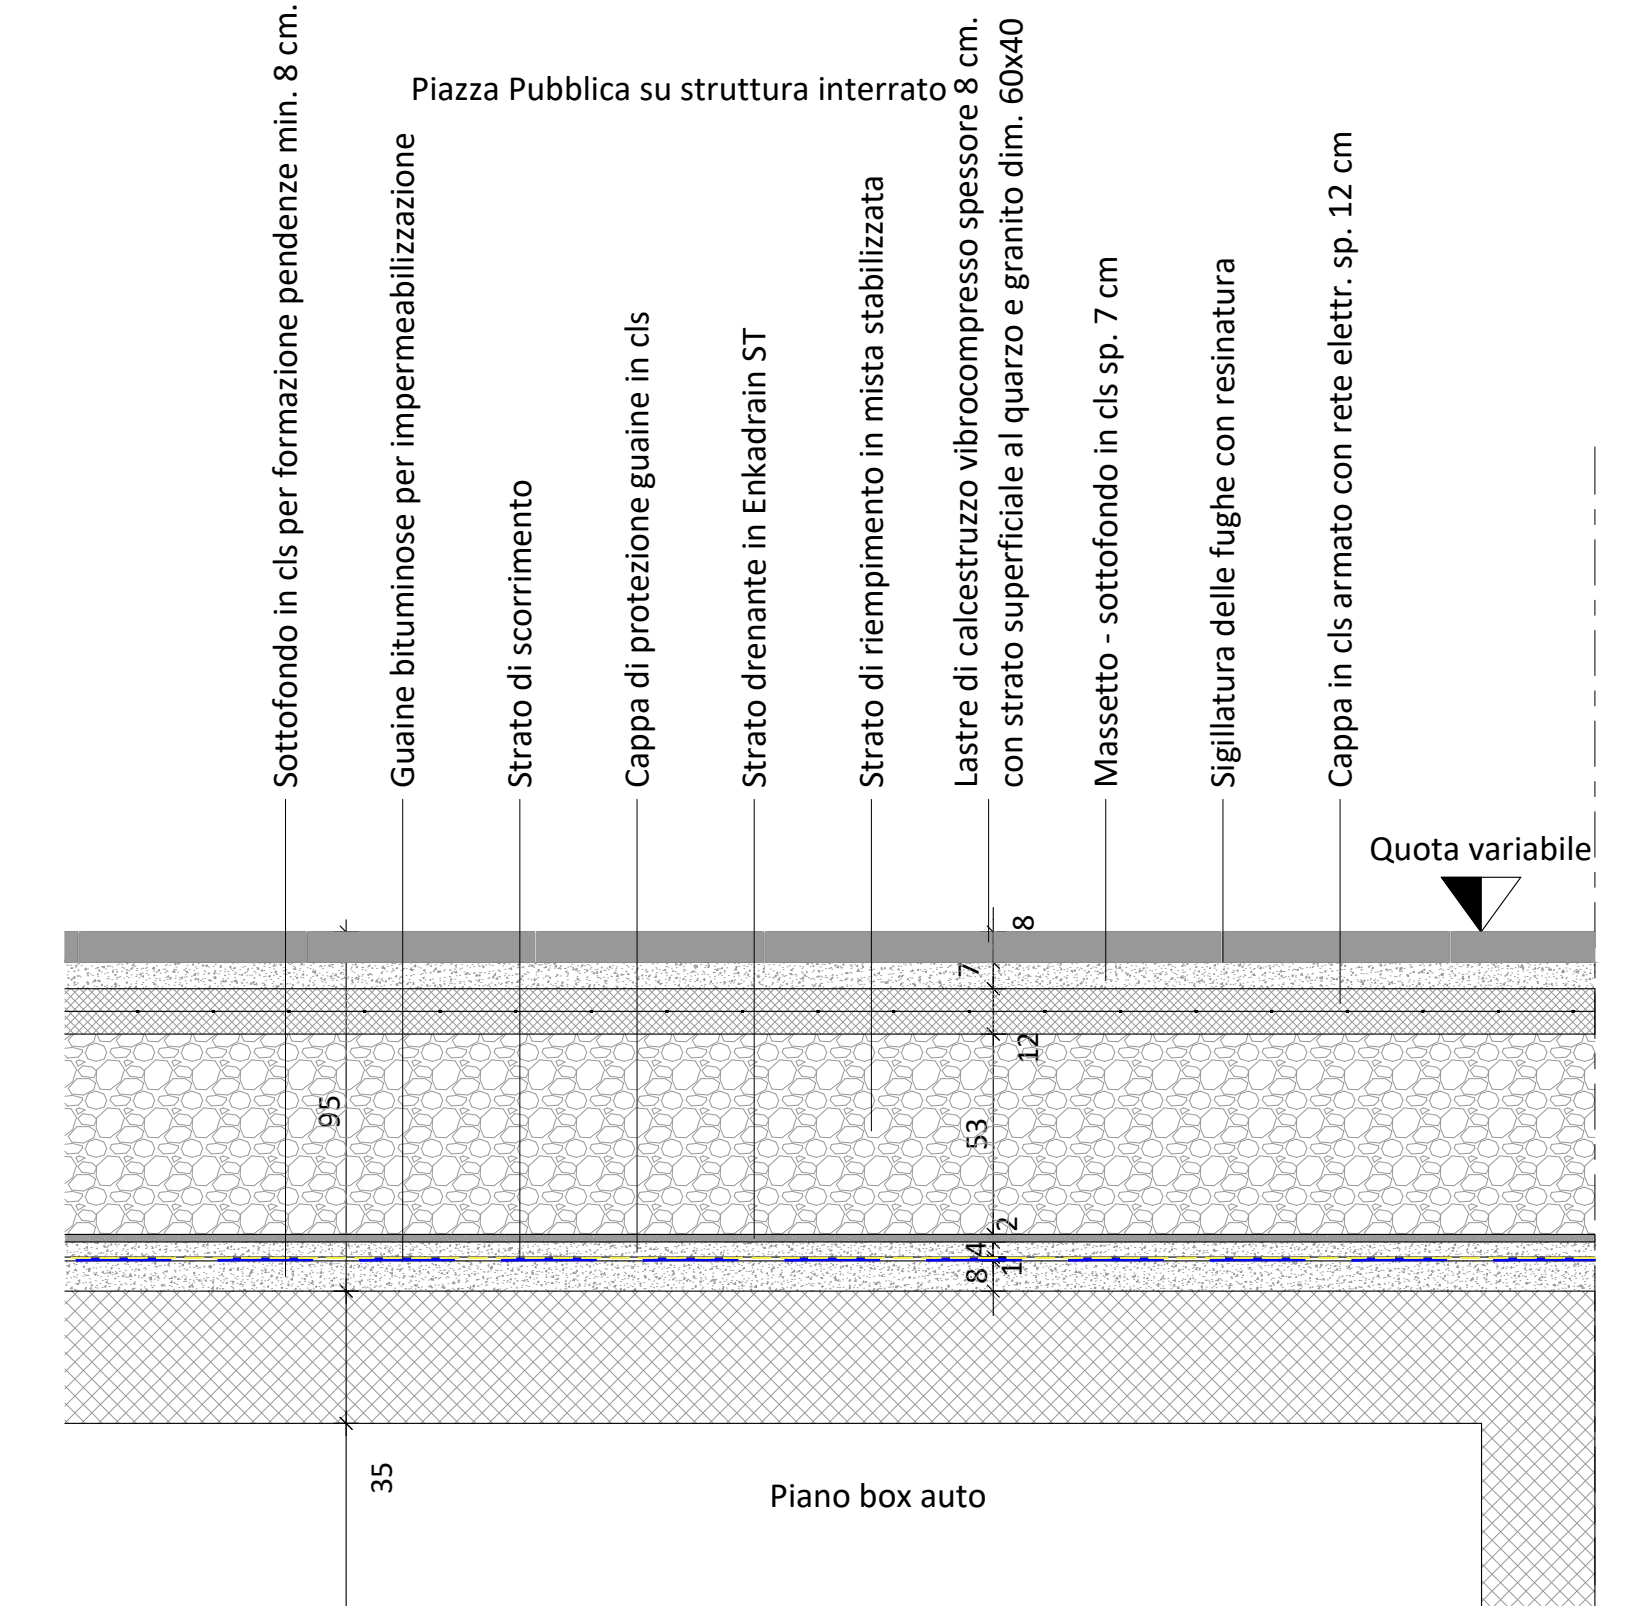 Piazza Pubblica su struttura interrato
Sottofondo in cls per formazione pendenze min. 8 cm.
Guaine bituminose per impermeabilizzazione
Strato di scorrimento
Cappa di protezione guaine in cls
Strato drenante in Enkadrain ST
Strato di riempimento in mista stabilizzata
Lastre di calcestruzzo vibrocompresso spessore 8 cm.
con strato superficiale al quarzo e granito dim. 60x40
Massetto - sottofondo in cls sp. 7 cm
Sigillatura delle fughe con resinatura
Cappa in cls armato con rete elettr. sp. 12 cm
Quota variabile
8
7
12
95
53
2
4
1
8
35
Piano box auto